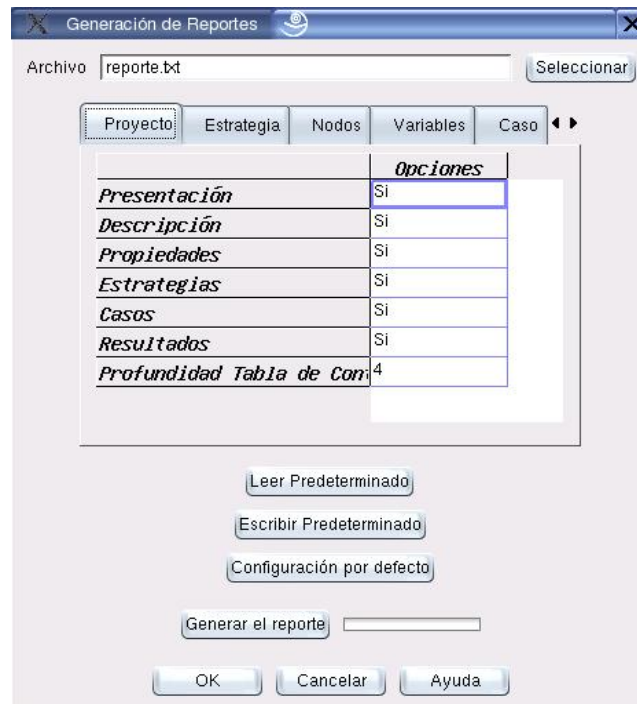 Generación de Reportes
Archivo reporte.txt Seleccionar
Proyecto Estrategia Nodos Variables Caso
Opciones
Presentación Si
Descripción Si
Propiedades Si
Estrategias Si
Casos Si
Resultados Si
Profundidad Tabla de Con 4
Leer Predeterminado
Escribir Predeterminado
Configuración por defecto
Generar el reporte
OK Cancelar Ayuda